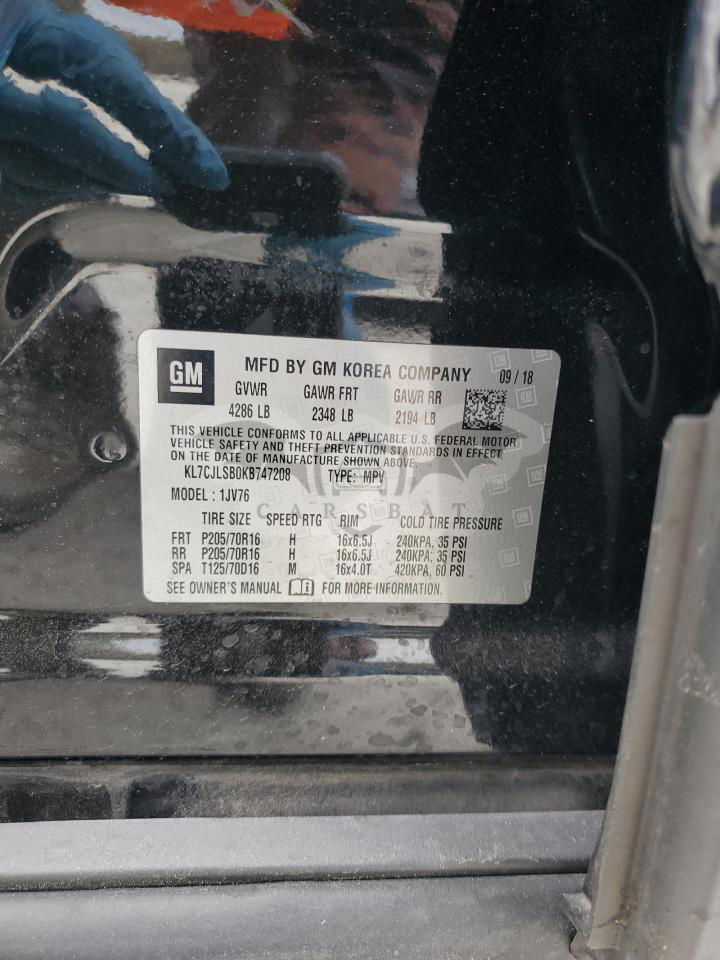 GM
MFD BY GM KOREA COMPANY 09 / 18
GVWR GAWR FRT GAWR RR
4286 LB 2348 LB 2194 LB
THIS VEHICLE CONFORMS TO ALL APPLICABLE U.S. FEDERAL MOTOR
VEHICLE SAFETY AND THEFT PREVENTION STANDARDS IN EFFECT
ON THE DATE OF MANUFACTURE SHOWN ABOVE.
KL7CJLSB0KB747208 TYPE: MPV
MODEL : 1JV76
CARSBAT
TIRE SIZE SPEED RTG RIM COLD TIRE PRESSURE
FRT P205/70R16 H 16x6.5J 240KPA, 35 PSI
RR P205/70R16 H 16x6.5J 240KPA, 35 PSI
SPA T125/70D16 M 16x4.0T 420KPA, 60 PSI
SEE OWNER'S MANUAL FOR MORE INFORMATION.